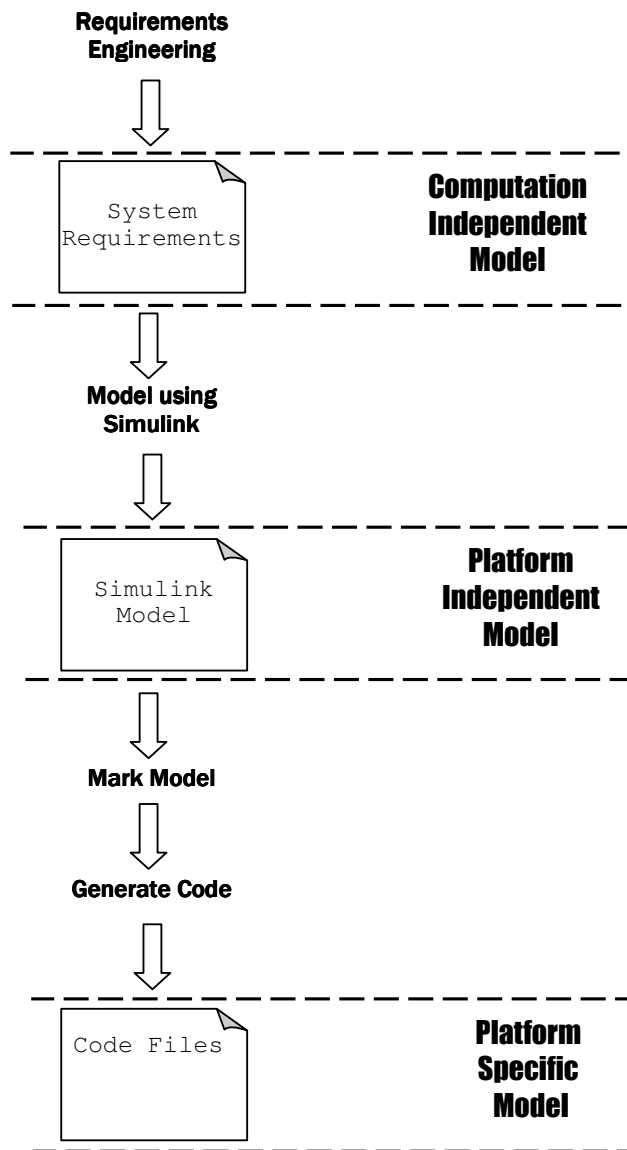 Requirements
Engineering
System
Requirements
Computation
Independent
Model
Model using
Simulink
Simulink
Model
Platform
Independent
Model
Mark Model
Generate Code
Code Files
Platform
Specific
Model